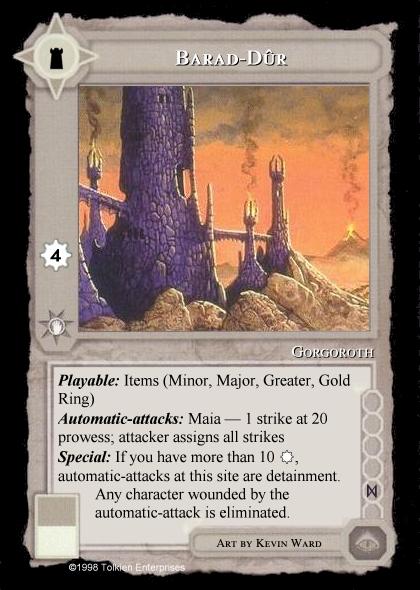 BARAD-DÛR
4
GORGOROTH
Playable: Items (Minor, Major, Greater, Gold
Ring)
Automatic-attacks: Maia — 1 strike at 20
prowess; attacker assigns all strikes
Special: If you have more than 10 ,
automatic-attacks at this site are detainment.
Any character wounded by the
automatic-attack is eliminated.
ART BY KEVIN WARD
©1998 Tolkien Enterprises